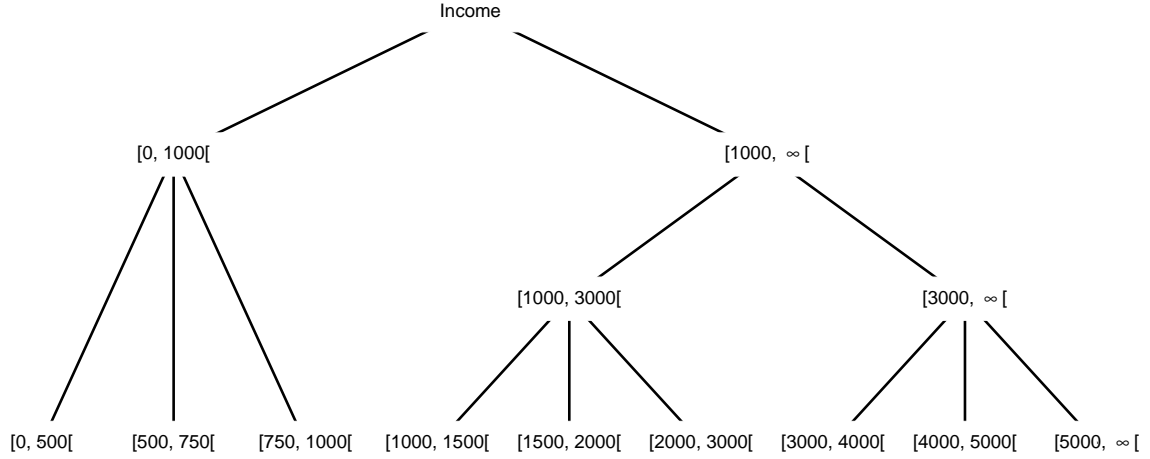 Income
[0, 1000[
[1000, ∞ [
[1000, 3000[
[3000, ∞ [
[0, 500[
[500, 750[
[750, 1000[
[1000, 1500[
[1500, 2000[
[2000, 3000[
[3000, 4000[
[4000, 5000[
[5000, ∞ [